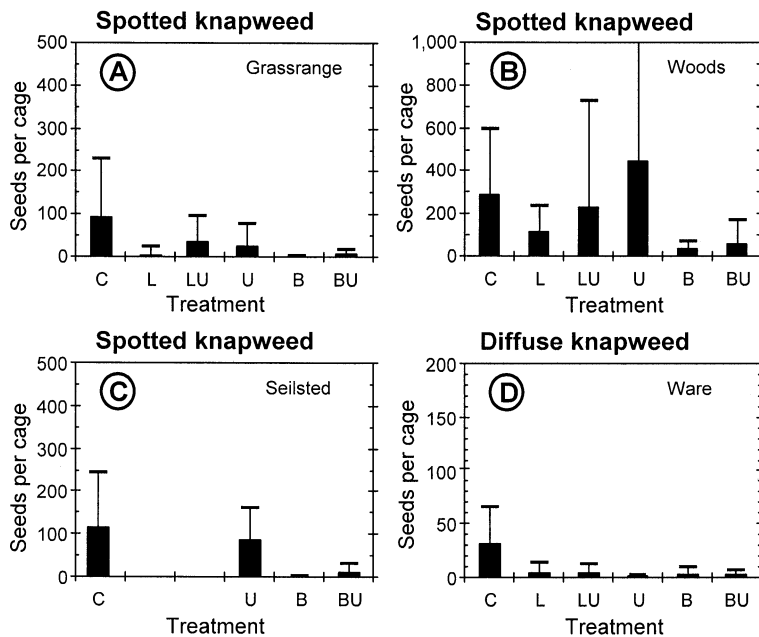 Spotted knapweed
500
400
300
200
100
0
Seeds per cage
A
Grassrange
C L LU U B BU
Treatment
Spotted knapweed
1,000
800
600
400
200
0
Seeds per cage
B
Woods
C L LU U B BU
Treatment
Spotted knapweed
500
400
300
200
100
0
Seeds per cage
C
Seilsted
C U B BU
Treatment
Diffuse knapweed
200
150
100
50
0
Seeds per cage
D
Ware
C L LU U B BU
Treatment